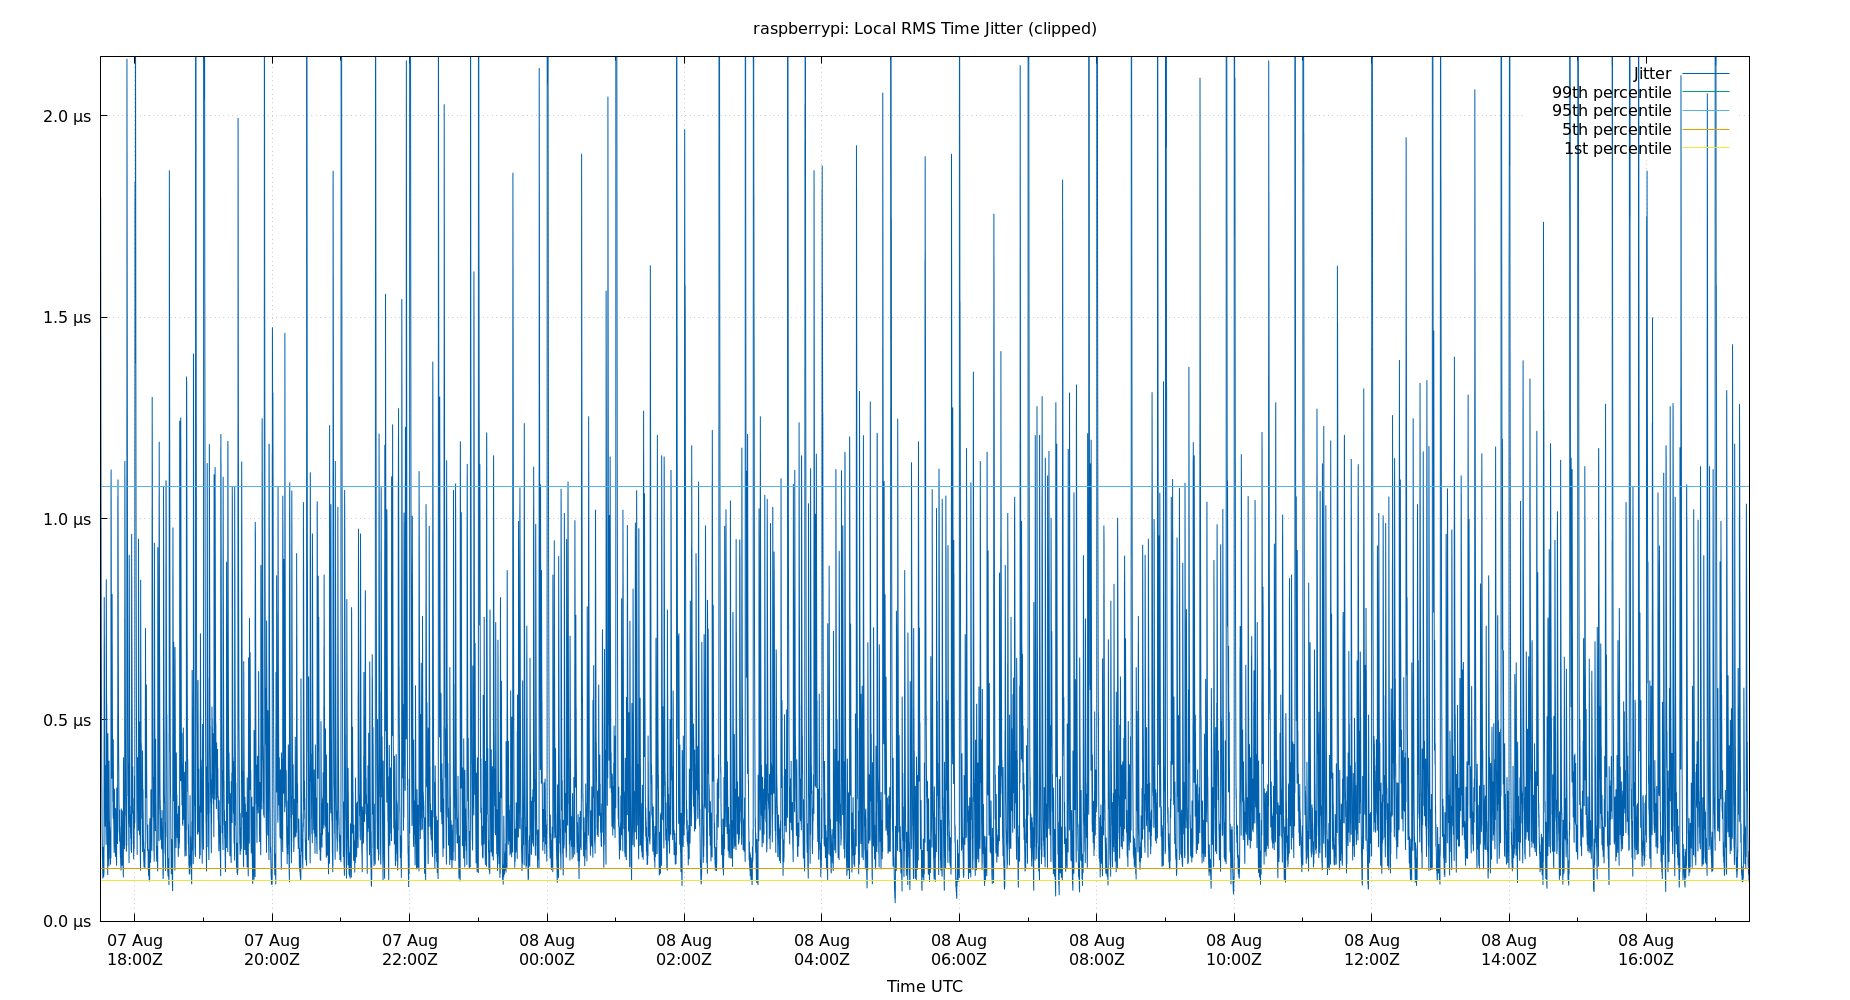 raspberrypi: Local RMS Time Jitter (clipped)
Jitter
99th percentile
95th percentile
5th percentile
1st percentile
2.0 µs
1.5 µs
1.0 µs
0.5 µs
0.0 µs
07 Aug 07 Aug 07 Aug 08 Aug 08 Aug 08 Aug 08 Aug 08 Aug 08 Aug 08 Aug 08 Aug 08 Aug
18:00Z 20:00Z 22:00Z 00:00Z 02:00Z 04:00Z 06:00Z 08:00Z 10:00Z 12:00Z 14:00Z 16:00Z
Time UTC